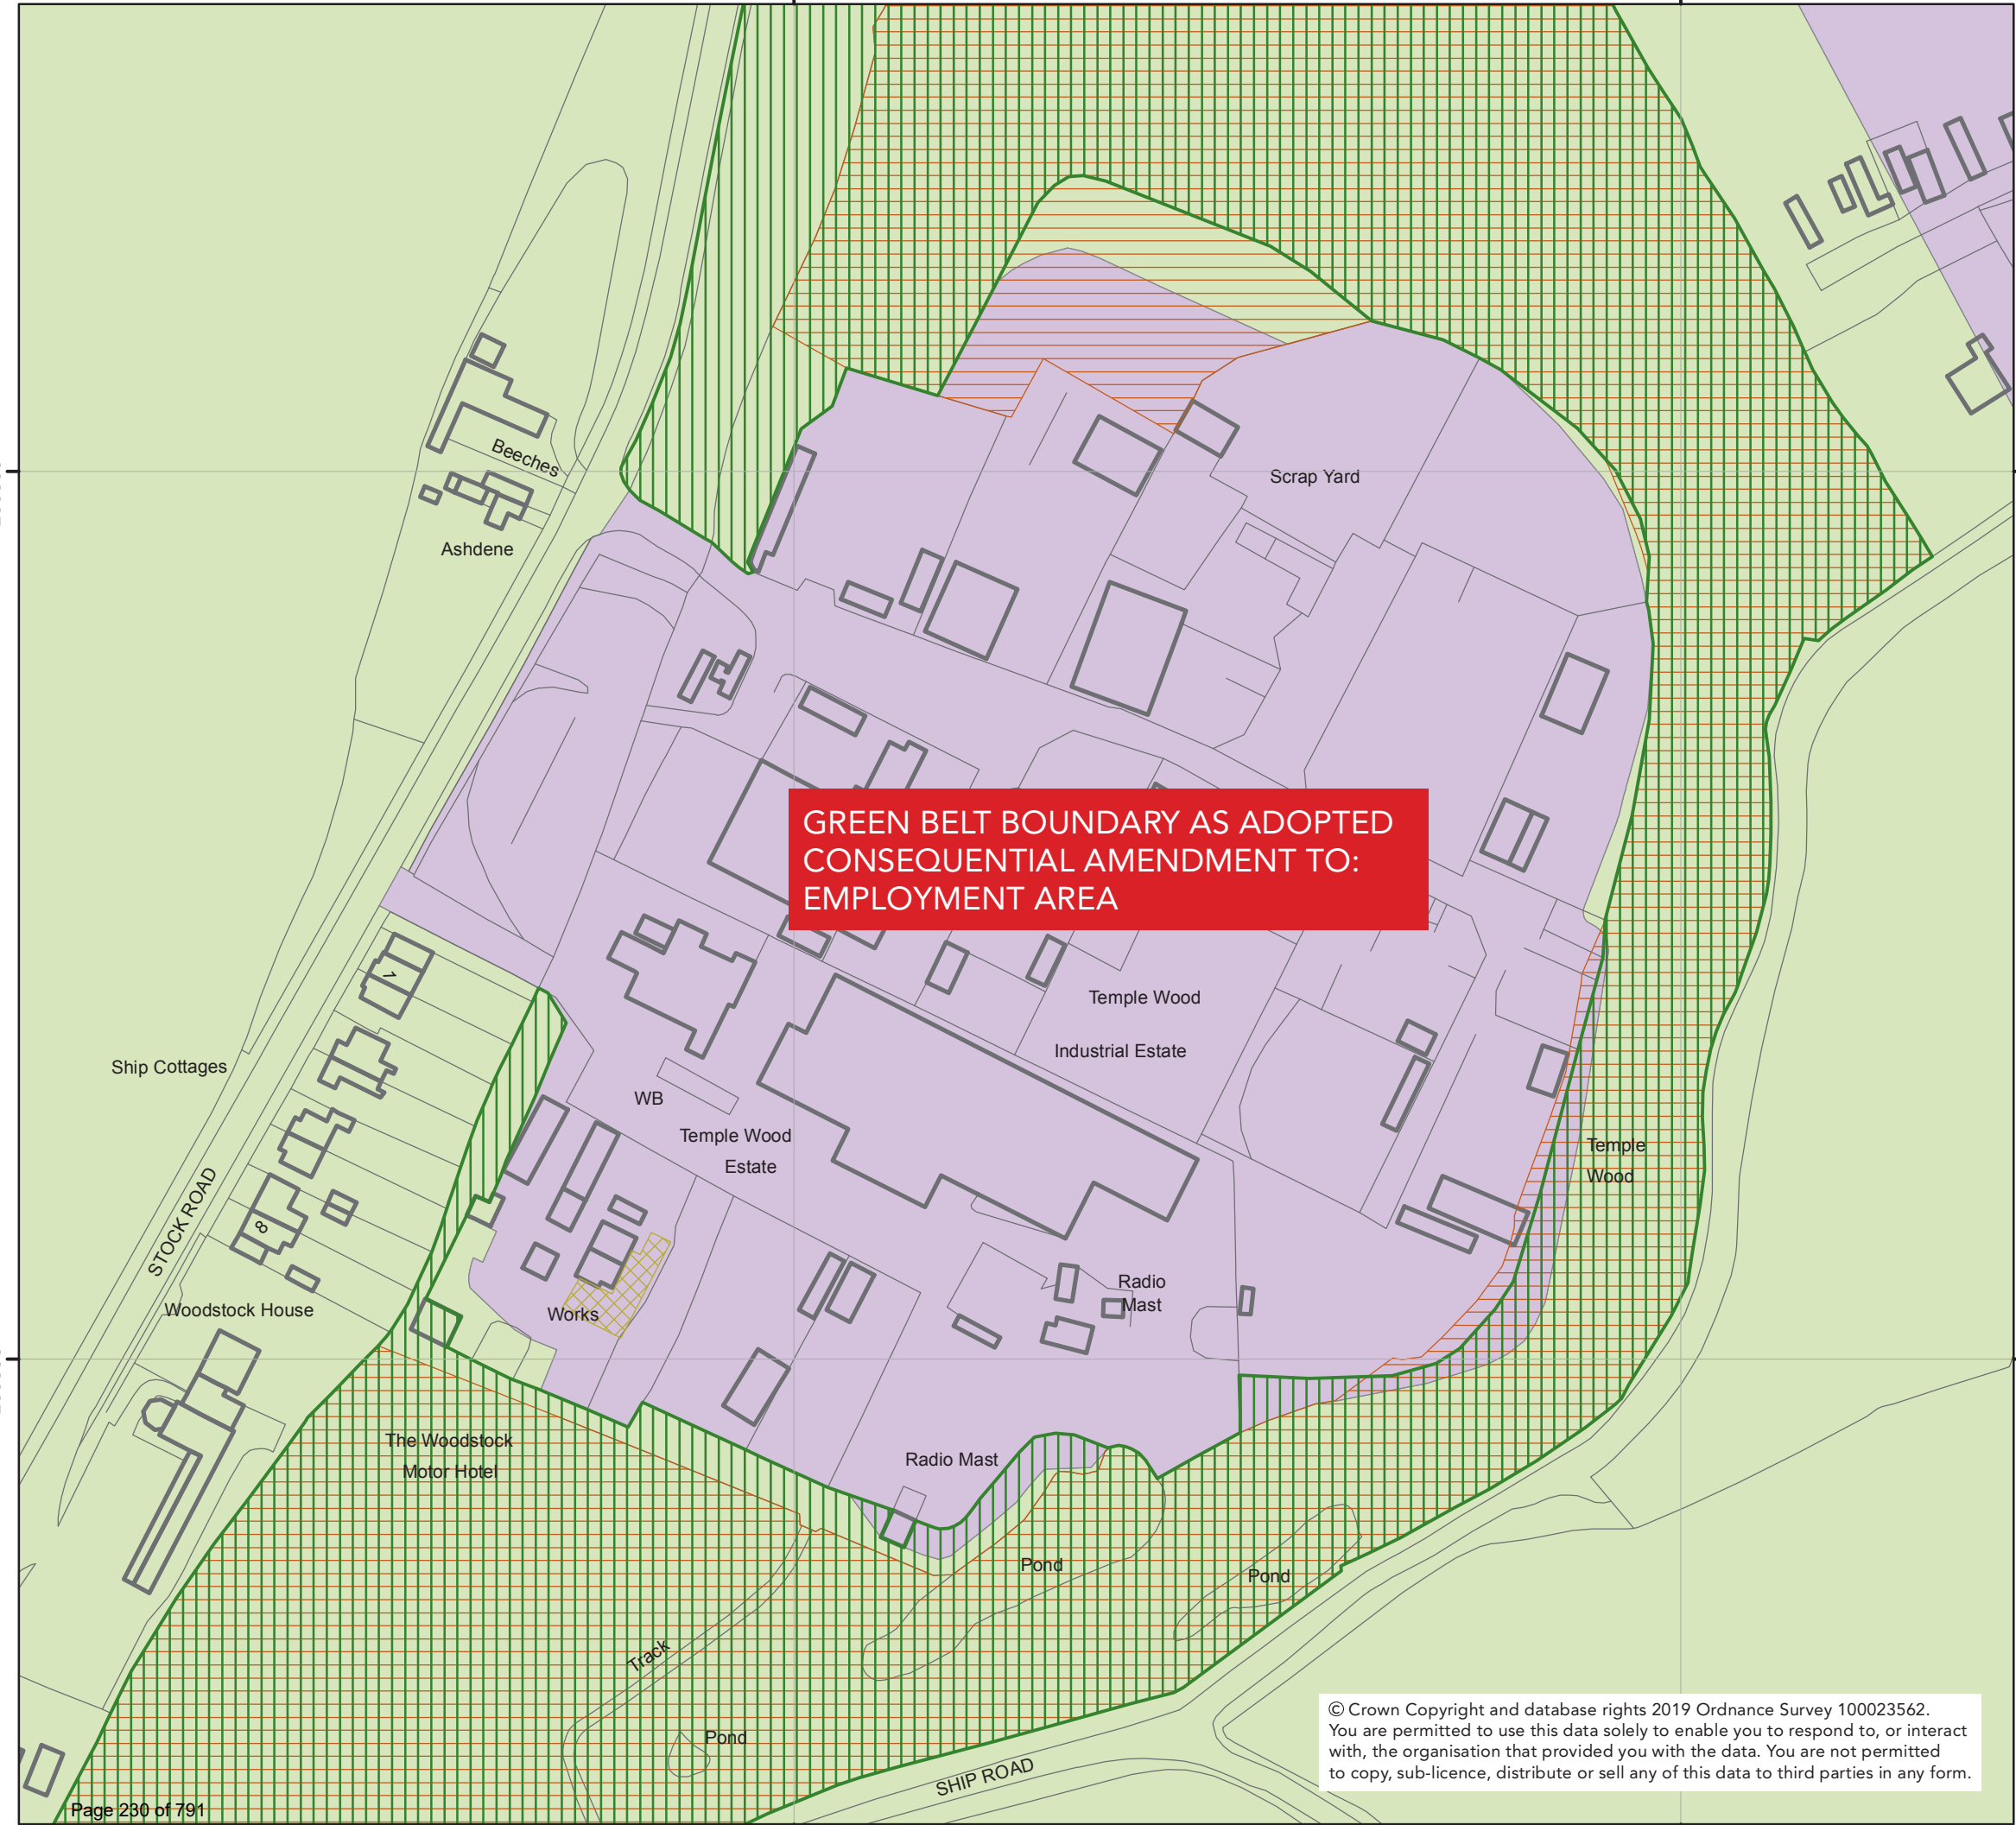 Beeches
Ashdene
Scrap Yard
GREEN BELT BOUNDARY AS ADOPTED
CONSEQUENTIAL AMENDMENT TO:
EMPLOYMENT AREA
1
Temple Wood
Industrial Estate
Ship Cottages
WB
Temple Wood
Estate
Temple
Wood
STOCK ROAD
8
Woodstock House
Works
Radio
Mast
The Woodstock
Motor Hotel
Radio Mast
Pond
Pond
Track
Pond
SHIP ROAD
© Crown Copyright and database rights 2019 Ordnance Survey 100023562.
You are permitted to use this data solely to enable you to respond to, or interact
with, the organisation that provided you with the data. You are not permitted
to copy, sub-licence, distribute or sell any of this data to third parties in any form.
Page 230 of 791